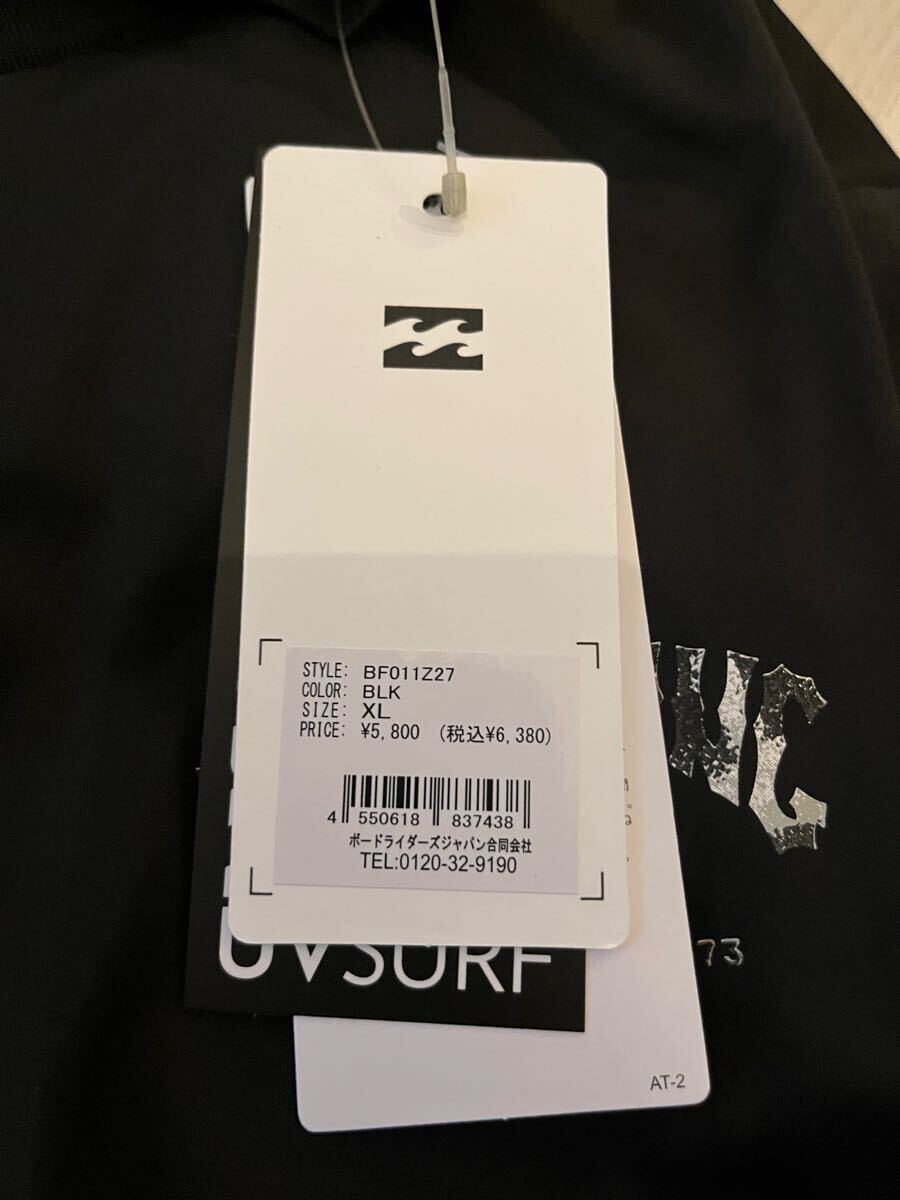 STYLE: BF011Z27
COLOR: BLK
SIZE: XL
PRICE: ¥5,800 (税込¥6,380)
4 550618 837438
ボードライダーズジャパン合同会社
TEL:0120-32-9190
UVSURF
73
AT-2